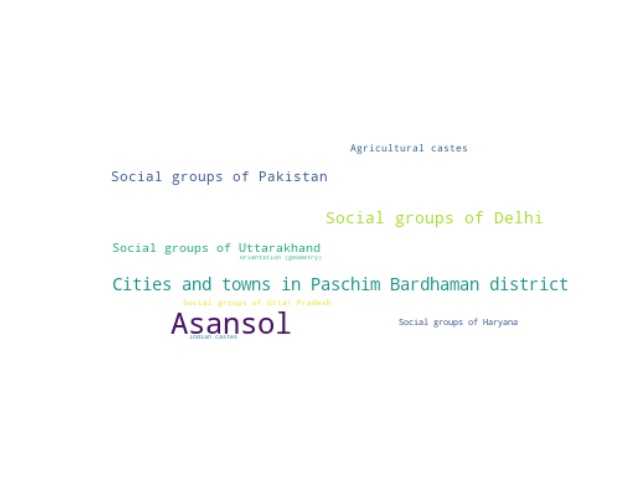 Agricultural castes
Social groups of Pakistan
Social groups of Delhi
Social groups of Uttarakhand
Orientation (geometry)
Cities and towns in Paschim Bardhaman district
Social groups of Uttar Pradesh
Asansol
Social groups of Haryana
Indian castes